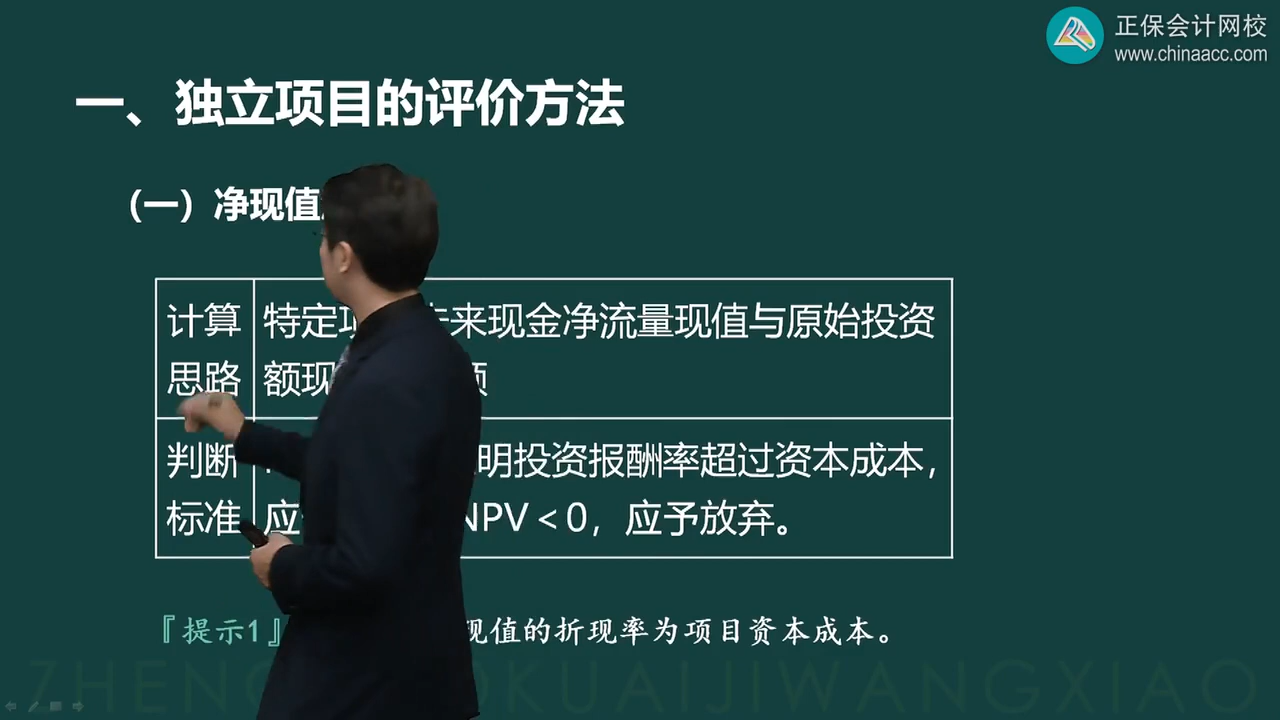 正保会计网校
www.chinaacc.com
一、独立项目的评价方法
（一）净现值
计算
思路
特定 未来现金净流量现值与原始投资
额现
判断
标准
明投资报酬率超过资本成本，
应 NPV＜0，应予放弃。
『提示1』 现值的折现率为项目资本成本。